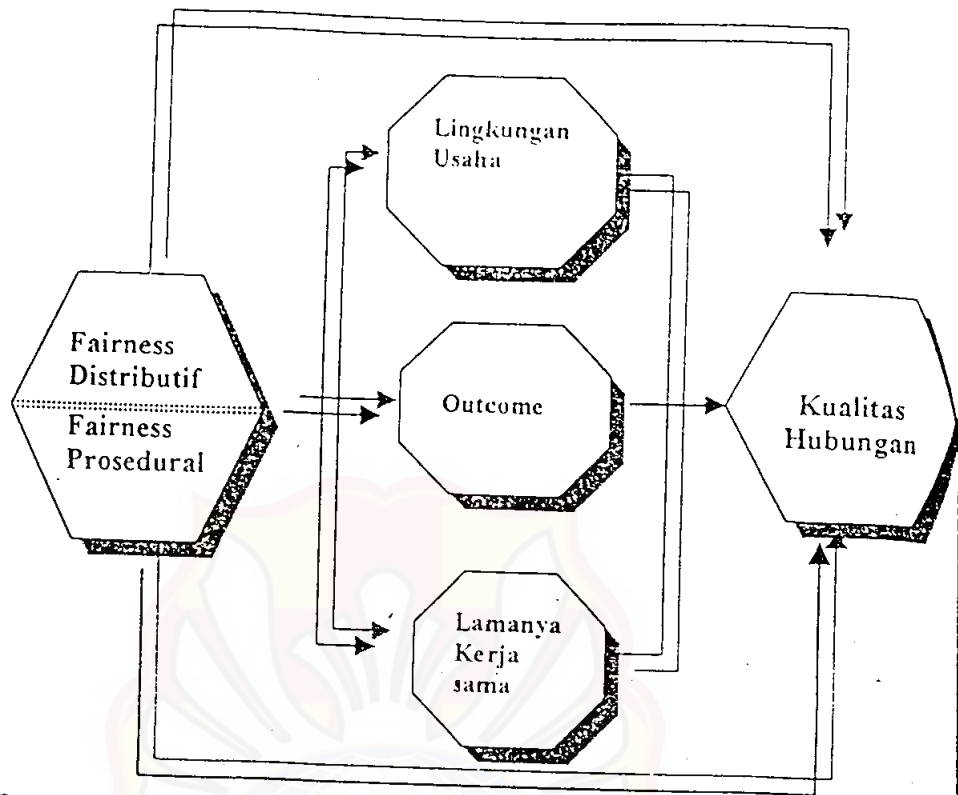 Lingkungan
Usaha
Fairness
Distributif
Fairness
Prosedural
Outcome
Kualitas
Hubungan
Lamanya
Kerja
sama